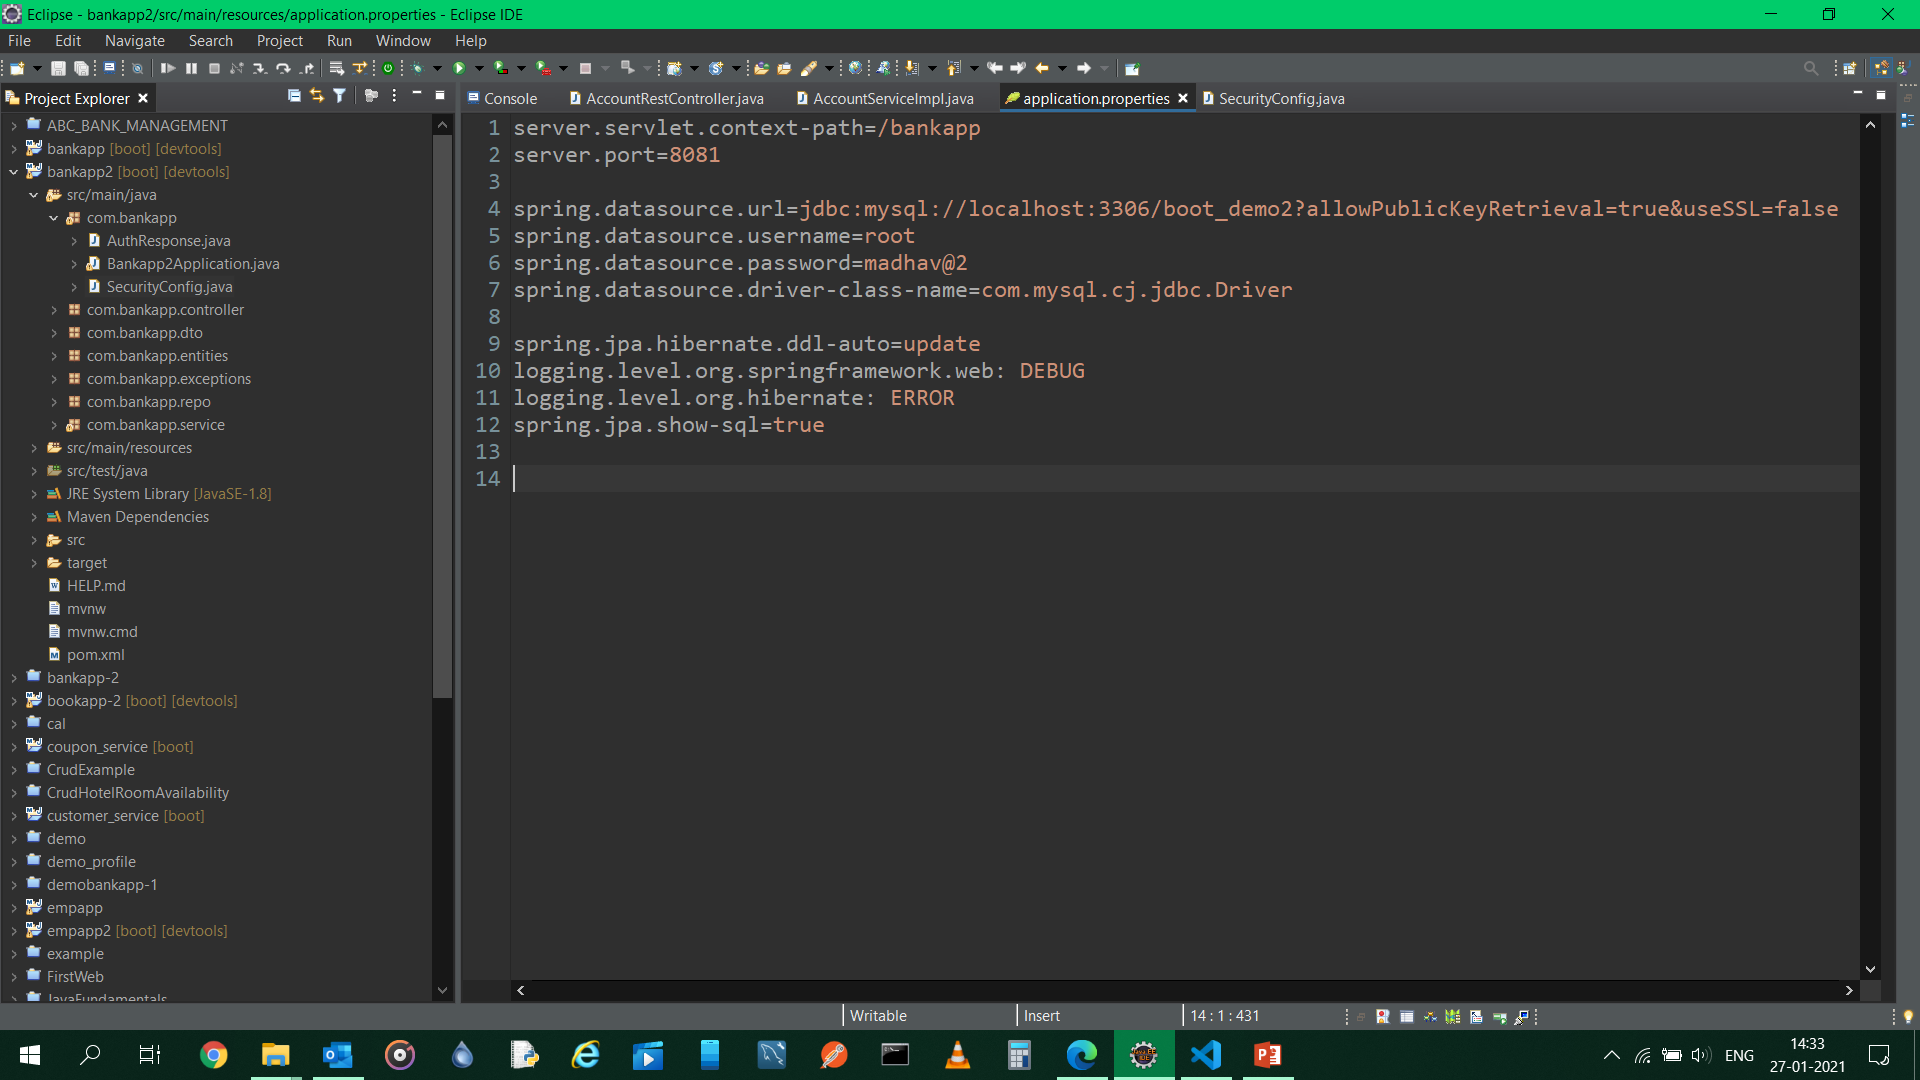 Eclipse - bankapp2/src/main/resources/application.properties - Eclipse IDE
File Edit Navigate Search Project Run Window Help
Project Explorer
Console AccountRestController.java AccountServiceImpl.java application.properties SecurityConfig.java
ABC_BANK_MANAGEMENT
bankapp [boot] [devtools]
bankapp2 [boot] [devtools]
src/main/java
com.bankapp
AuthResponse.java
Bankapp2Application.java
SecurityConfig.java
com.bankapp.controller
com.bankapp.dto
com.bankapp.entities
com.bankapp.exceptions
com.bankapp.repo
com.bankapp.service
src/main/resources
src/test/java
JRE System Library [JavaSE-1.8]
Maven Dependencies
src
target
HELP.md
mvnw
mvnw.cmd
pom.xml
bankapp-2
bookapp-2 [boot] [devtools]
cal
coupon_service [boot]
CrudExample
CrudHotelRoomAvailability
customer_service [boot]
demo
demo_profile
demobankapp-1
empapp
empapp2 [boot] [devtools]
example
FirstWeb
JavaFundamentals
1 server.servlet.context-path=/bankapp
2 server.port=8081
3
4 spring.datasource.url=jdbc:mysql://localhost:3306/boot_demo2?allowPublicKeyRetrieval=true&useSSL=false
5 spring.datasource.username=root
6 spring.datasource.password=madhav@2
7 spring.datasource.driver-class-name=com.mysql.cj.jdbc.Driver
8
9 spring.jpa.hibernate.ddl-auto=update
10 logging.level.org.springframework.web: DEBUG
11 logging.level.org.hibernate: ERROR
12 spring.jpa.show-sql=true
13
14
Writable Insert 14 : 1 : 431
ENG
14:33
27-01-2021